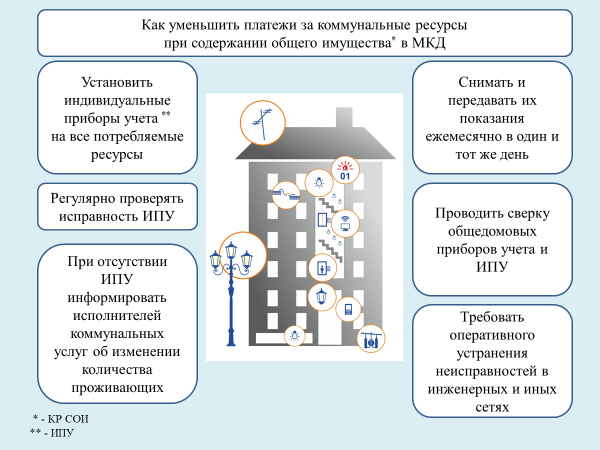 Как уменьшить платежи за коммунальные ресурсы
при содержании общего имущества* в МКД
Установить
индивидуальные
приборы учета **
на все потребляемые
ресурсы
Регулярно проверять
исправность ИПУ
При отсутствии
ИПУ
информировать
исполнителей
коммунальных
услуг об изменении
количества
проживающих
01
Снимать и
передавать их
показания
ежемесячно в один и
тот же день
Проводить сверку
общедомовых
приборов учета и
ИПУ
Требовать
оперативного
устранения
неисправностей в
инженерных и иных
сетях
* - КР СОИ
** - ИПУ